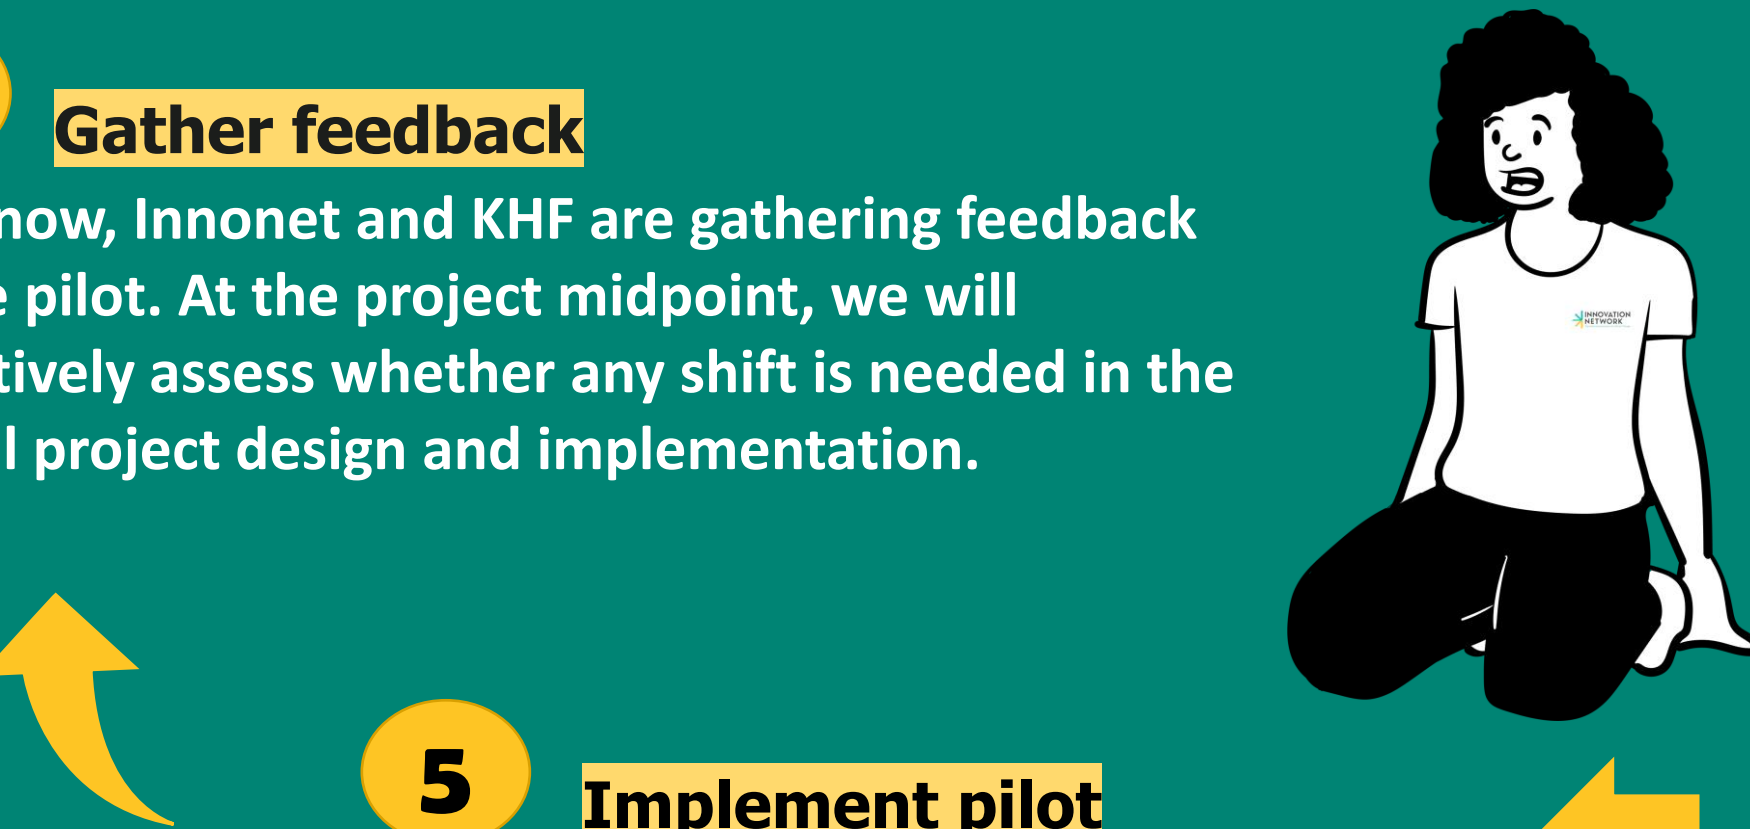 Gather feedback
now, Innonet and KHF are gathering feedback
pilot. At the project midpoint, we will
assess whether any shift is needed in the
project design and implementation.
INNOVATION
NETWORK
5
Implement pilot